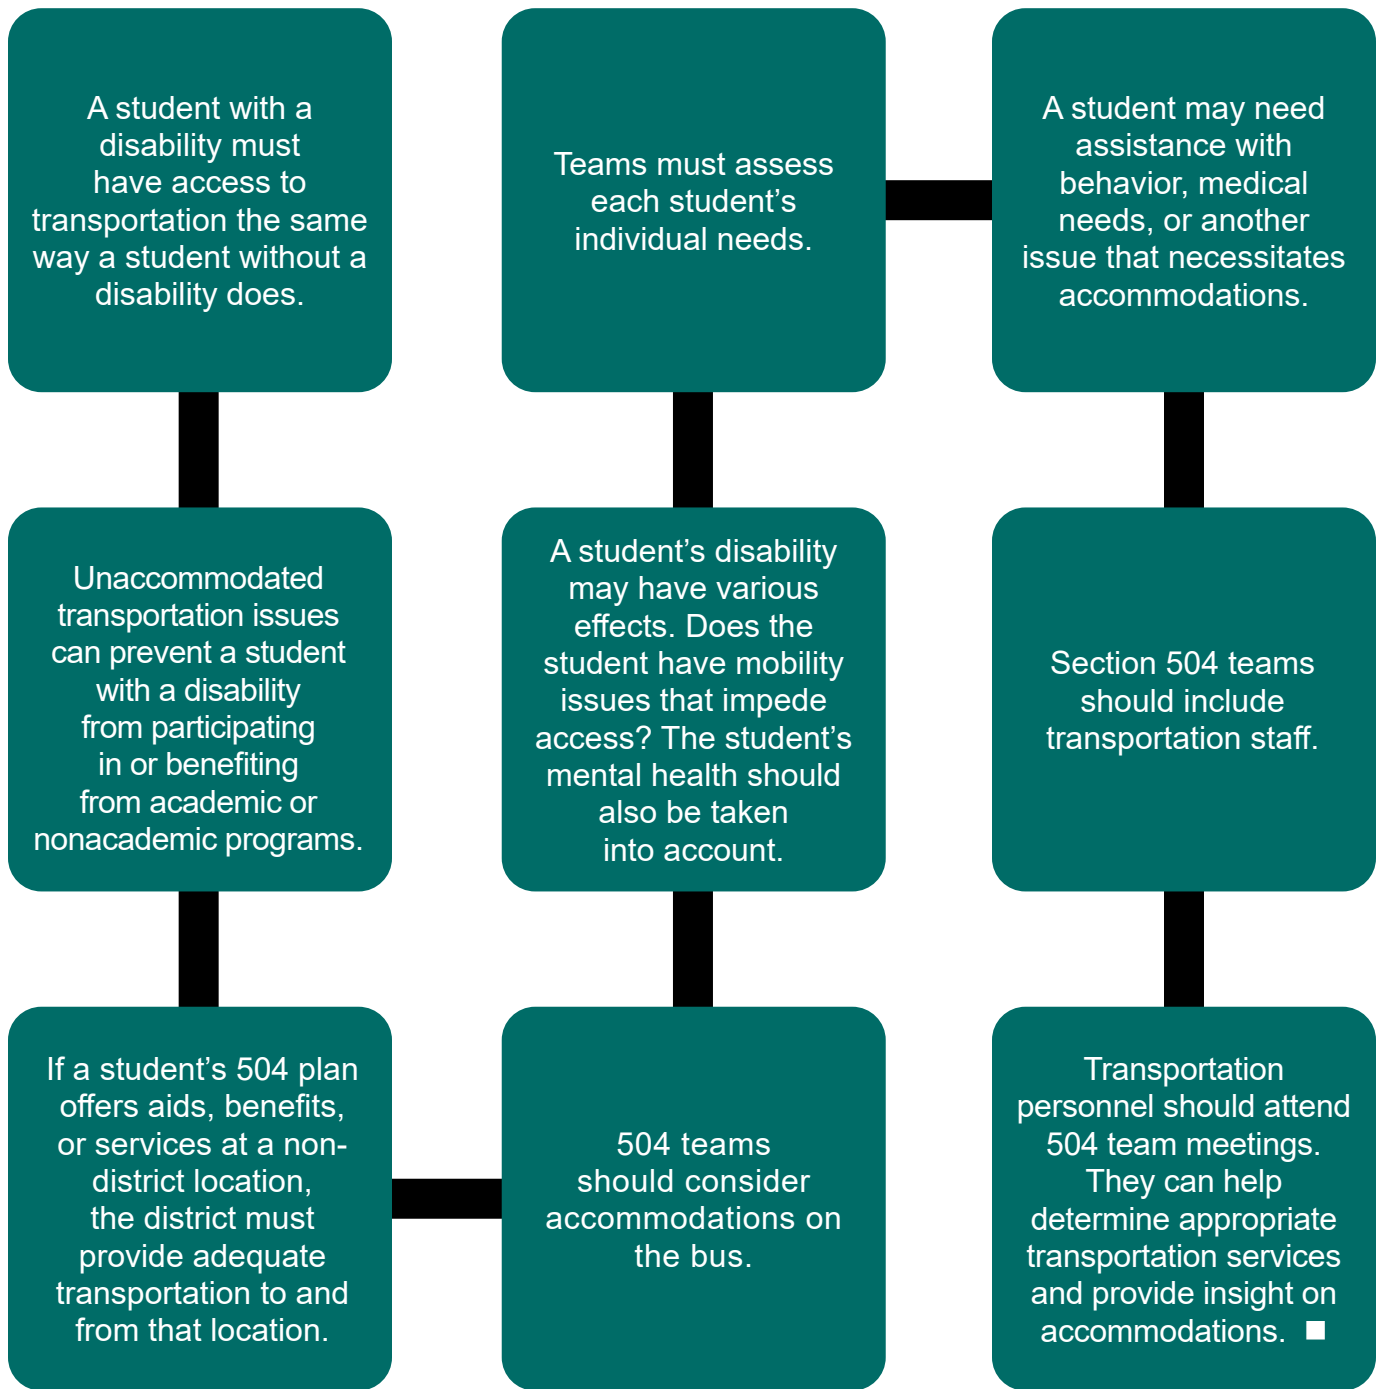 A student with a
disability must
have access to
transportation the same
way a student without a
disability does.
Unaccommodated
transportation issues
can prevent a student
with a disability
from participating
in or benefiting
from academic or
nonacademic programs.
If a student’s 504 plan
offers aids, benefits,
or services at a non-
district location,
the district must
provide adequate
transportation to and
from that location.
504 teams
should consider
accommodations on
the bus.
A student’s disability
may have various
effects. Does the
student have mobility
issues that impede
access? The student’s
mental health should
also be taken
into account.
Teams must assess
each student’s
individual needs.
A student may need
assistance with
behavior, medical
needs, or another
issue that necessitates
accommodations.
Section 504 teams
should include
transportation staff.
Transportation
personnel should attend
504 team meetings.
They can help
determine appropriate
transportation services
and provide insight on
accommodations. ■